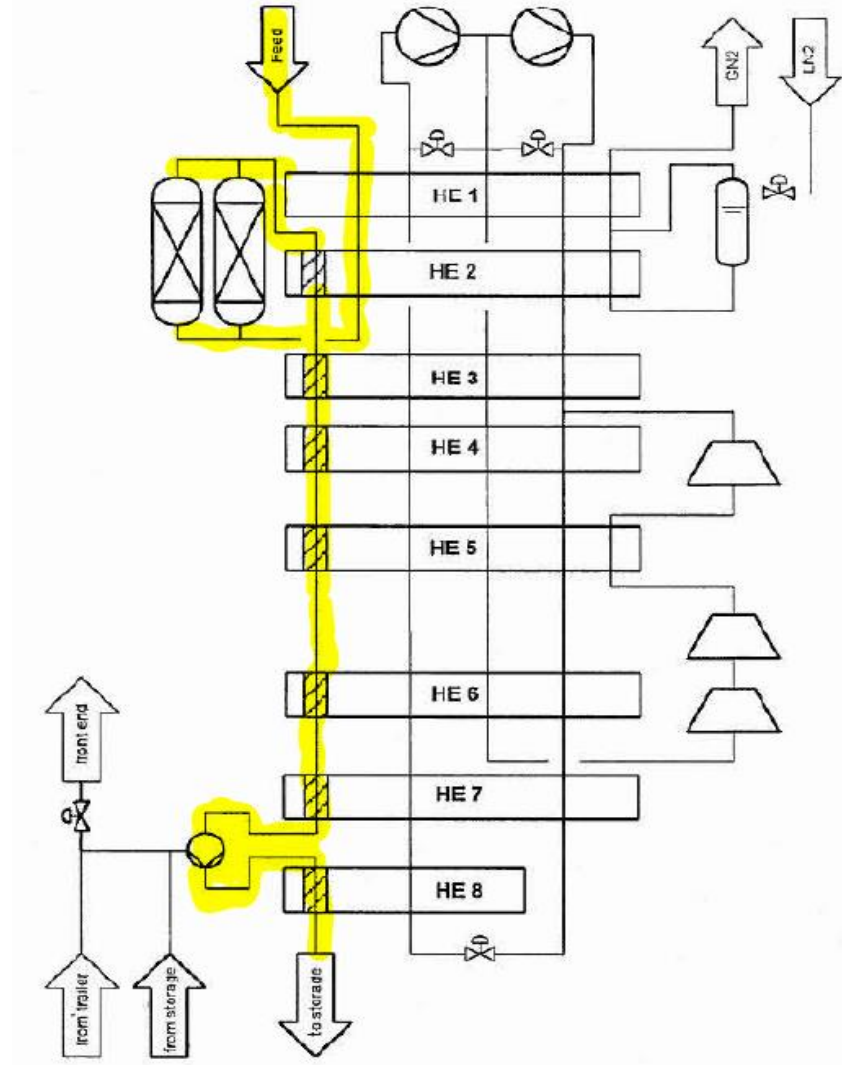 Feed
GN2
LN2
HE 1
HE 2
HE 3
HE 4
HE 5
HE 6
HE 7
HE 8
front end
from trailer
from storage
to storage